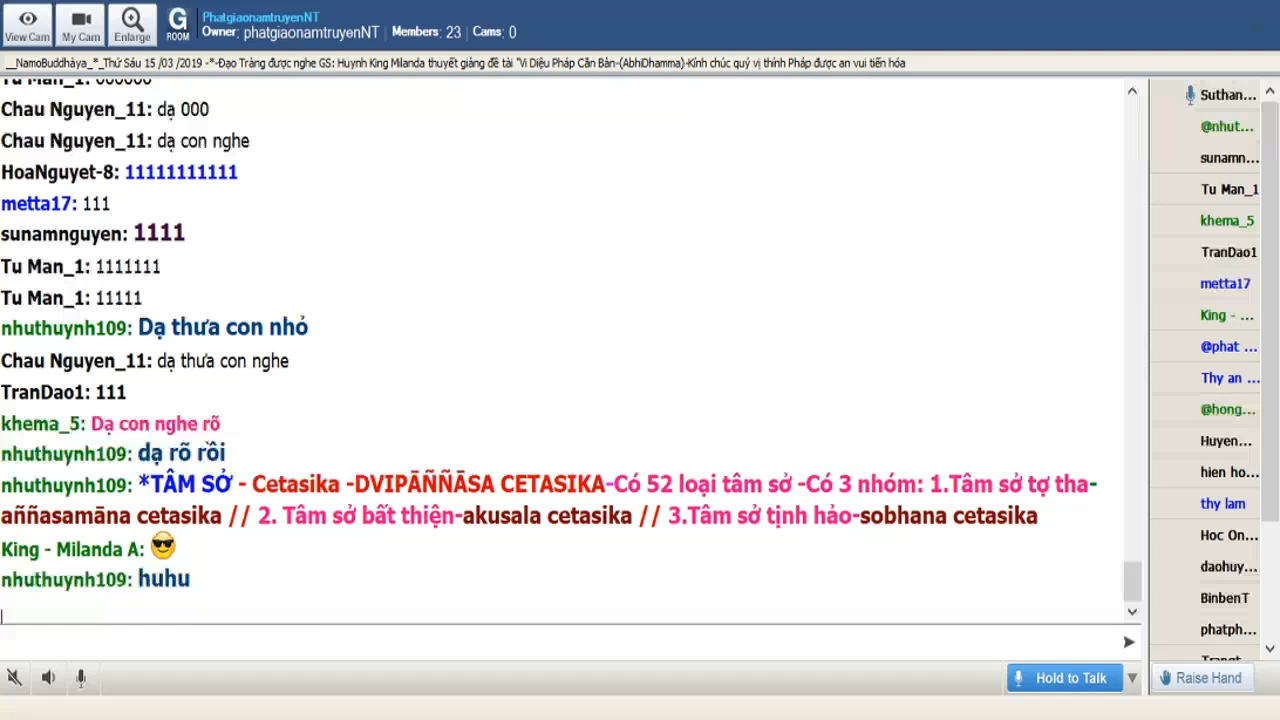 PhatgiaonamtruyenNT
G
ROOM
Owner: phatgiaonamtruyenNT | Members: 23 | Cams: 0
View Cam
My Cam
Enlarge
__NamoBuddhàya_*_Thứ Sáu 15 /03 /2019 -*-Đạo Tràng được nghe GS: Huynh King Milanda thuyết giảng đề tài "Vi Diệu Pháp Căn Bản-(AbhiDhamma)-Kính chúc quý vị thính Pháp được an vui tiến hóa
Tu Man_1: 000000
Chau Nguyen_11: dạ 000
Chau Nguyen_11: dạ con nghe
HoaNguyet-8: 11111111111
metta17: 111
sunamnguyen: 1111
Tu Man_1: 1111111
Tu Man_1: 11111
nhuthuynh109: Dạ thưa con nhỏ
Chau Nguyen_11: dạ thưa con nghe
TranDao1: 111
khema_5: Dạ con nghe rõ
nhuthuynh109: dạ rõ rồi
nhuthuynh109: *TÂM SỞ - Cetasika -DVIPĀÑÑĀSA CETASIKA-Có 52 loại tâm sở -Có 3 nhóm: 1.Tâm sở tợ tha-
aññasamāna cetasika // 2. Tâm sở bất thiện-akusala cetasika // 3.Tâm sở tịnh hảo-sobhana cetasika
King - Milanda A: 😎
nhuthuynh109: huhu
Suthan...
@nhut...
sunamn...
Tu Man_1
khema_5
TranDao1
metta17
King - ...
@phat ...
Thy an ...
@hong...
Huyen...
hien ho...
thy lam
Hoc On...
daohuy...
BinbenT
phatph...
Hold to Talk
Raise Hand